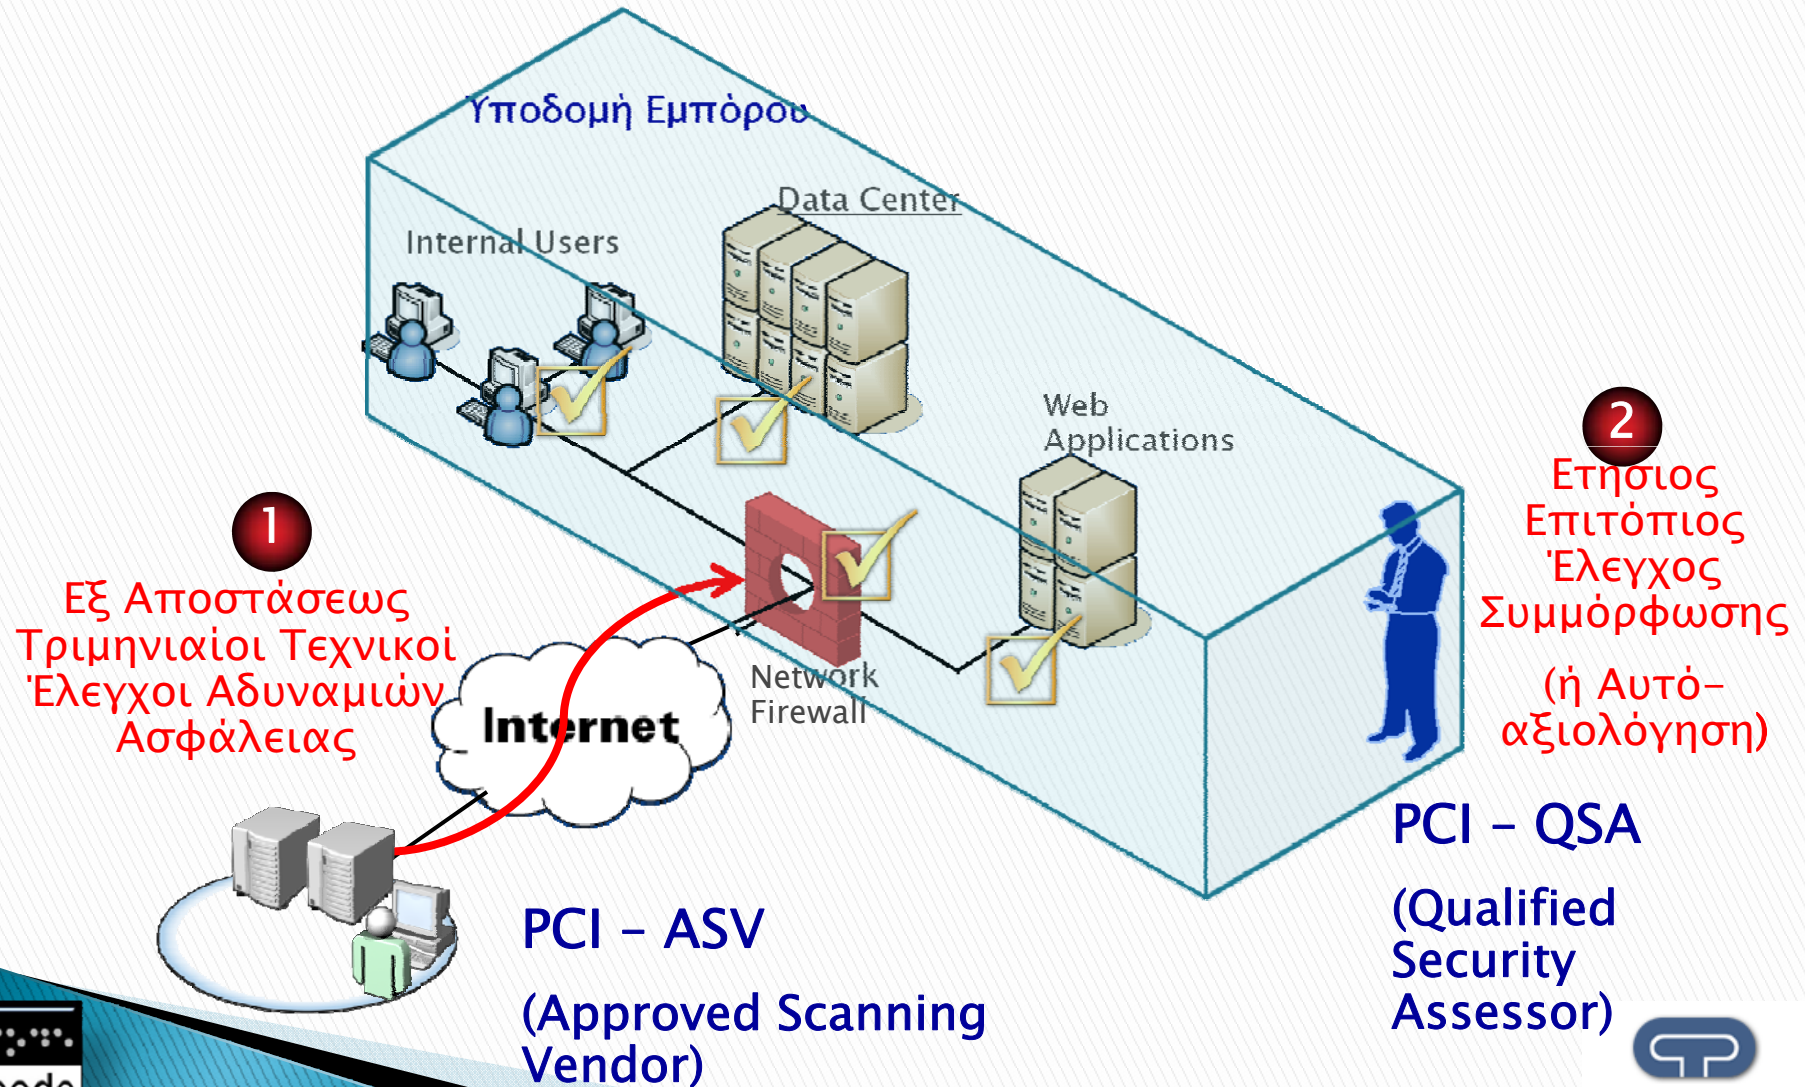 Υποδομή Εμπόρου
Data Center
Internal Users
Web
Applications
2
Ετήσιος
Επιτόπιος
Έλεγχος
Συμμόρφωσης
(ή Αυτό–
αξιολόγηση)
1
Εξ Αποστάσεως
Τριμηνιαίοι Τεχνικοί
Έλεγχοι Αδυναμιών
Ασφάλειας
Network
Firewall
Internet
PCI – QSA
(Qualified
Security
Assessor)
PCI – ASV
(Approved Scanning
Vendor)